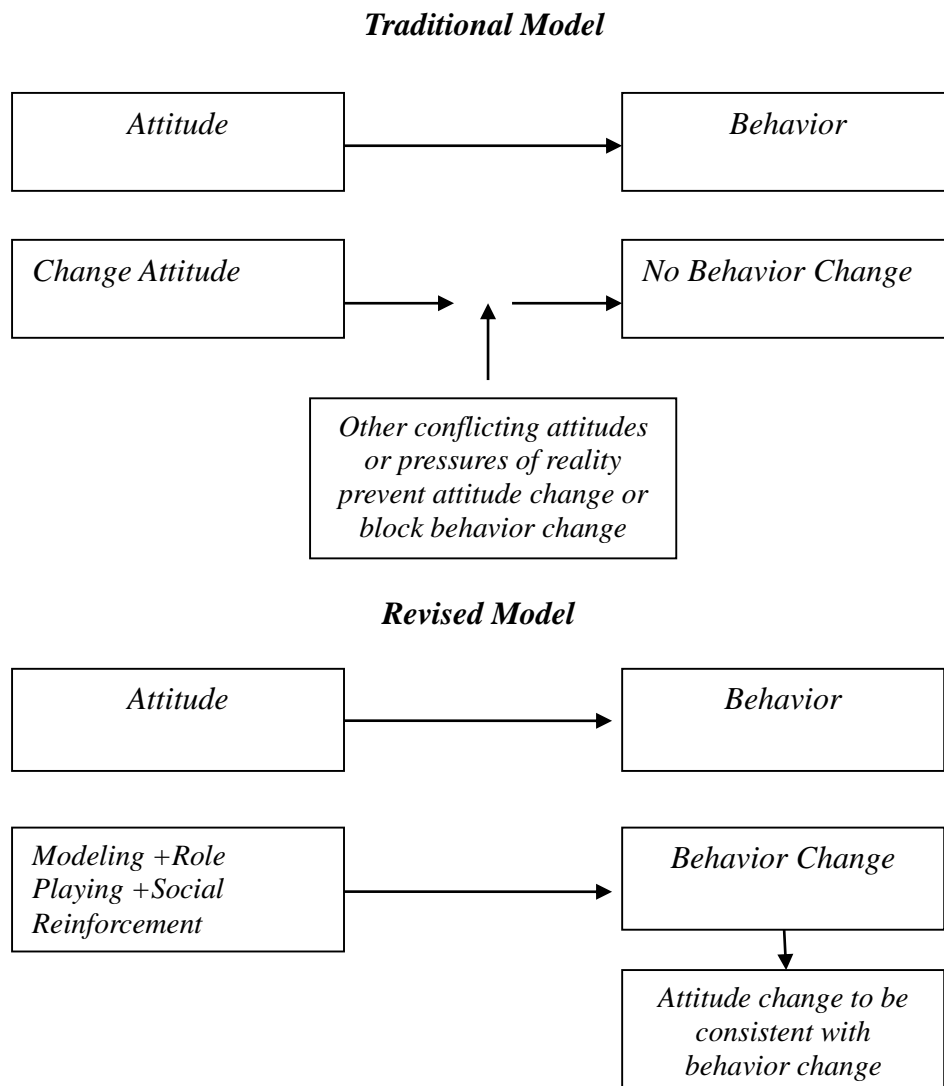 Traditional Model
Attitude
Behavior
Change Attitude
No Behavior Change
Other conflicting attitudes
or pressures of reality
prevent attitude change or
block behavior change
Revised Model
Attitude
Behavior
Modeling +Role
Playing +Social
Reinforcement
Behavior Change
Attitude change to be
consistent with
behavior change